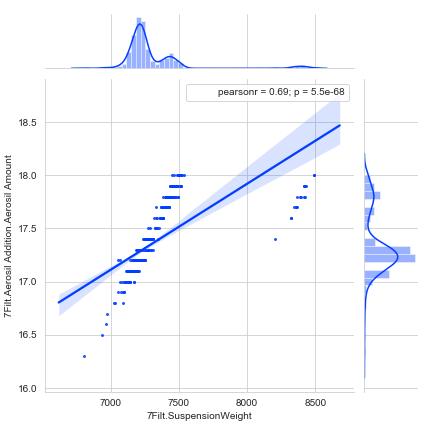 pearsonr = 0.69; p = 5.5e-68
18.5
18.0
17.5
17.0
16.5
16.0
7Filt.Aerosil Addition.Aerosil Amount
7000 7500 8000 8500
7Filt.SuspensionWeight